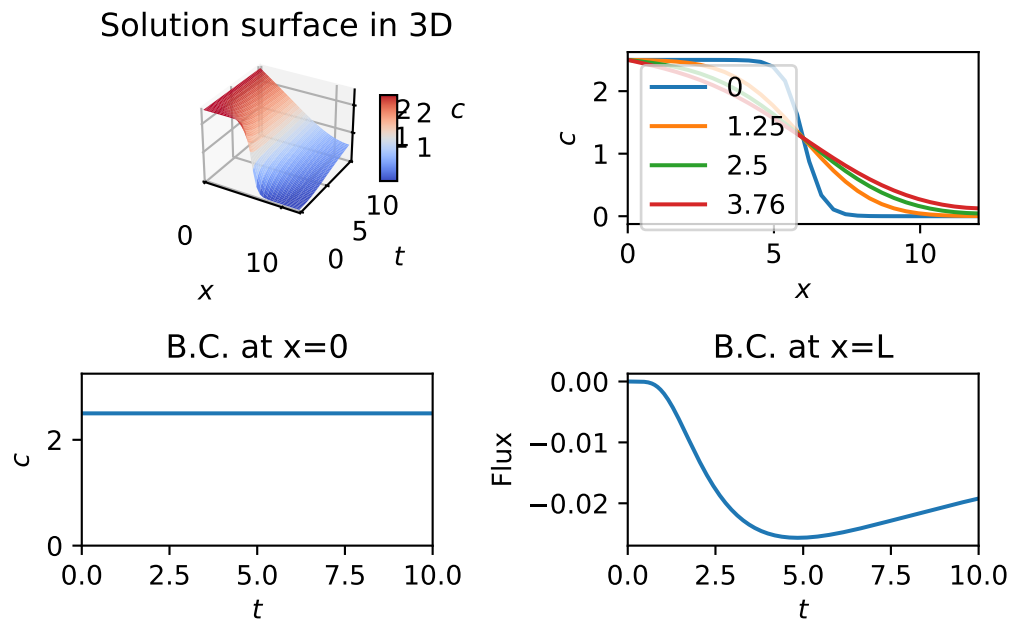 Solution surface in 3D
2 2 c
1 1
0
10
x
0
5
10
t
2
1
0
c
0
1.25
2.5
3.76
0 5 10
x
B.C. at x=0
2
0
c
0.0 2.5 5.0 7.5 10.0
t
B.C. at x=L
0.00
−0.01
−0.02
Flux
0.0 2.5 5.0 7.5 10.0
t